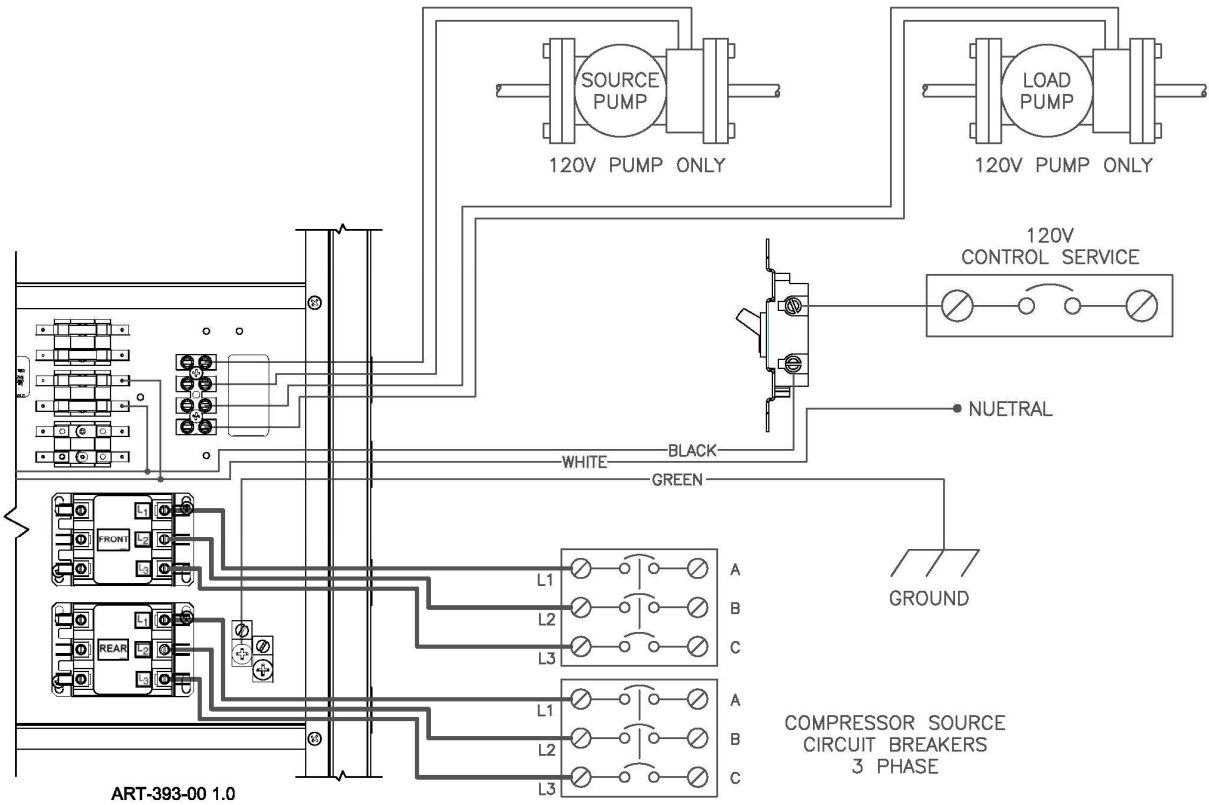 SOURCE
PUMP
120V PUMP ONLY
LOAD
PUMP
120V PUMP ONLY
120V
CONTROL SERVICE
NUETRAL
BLACK
WHITE
GREEN
GROUND
L1
FRONT
L2
L3
L1
REAR
L2
L3
L1
A
L2
B
L3
C
L1
A
L2
B
L3
C
COMPRESSOR SOURCE
CIRCUIT BREAKERS
3 PHASE
ART-393-00 1.0